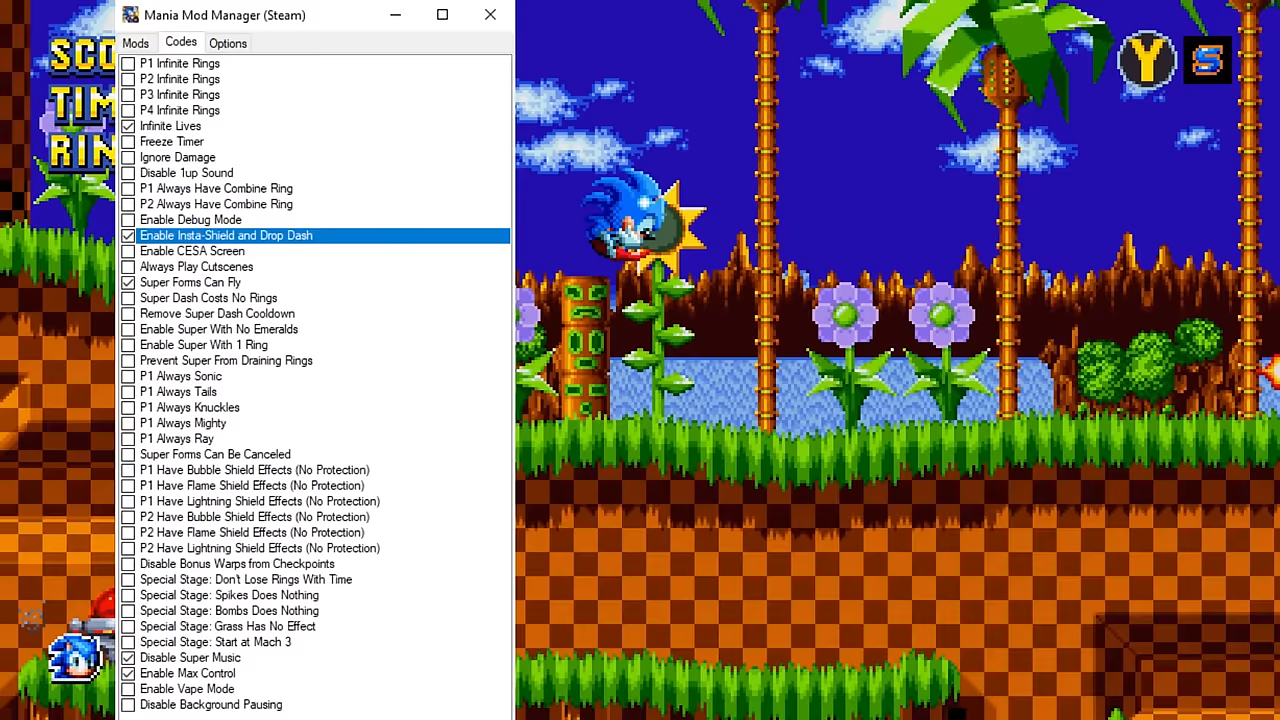 Mania Mod Manager (Steam)
Mods Codes Options
P1 Infinite Rings
P2 Infinite Rings
P3 Infinite Rings
P4 Infinite Rings
Infinite Lives
Freeze Timer
Ignore Damage
Disable 1up Sound
P1 Always Have Combine Ring
P2 Always Have Combine Ring
Enable Debug Mode
Enable Insta-Shield and Drop Dash
Enable CESA Screen
Always Play Cutscenes
Super Forms Can Fly
Super Dash Costs No Rings
Remove Super Dash Cooldown
Enable Super With No Emeralds
Enable Super With 1 Ring
Prevent Super From Draining Rings
P1 Always Sonic
P1 Always Tails
P1 Always Knuckles
P1 Always Mighty
P1 Always Ray
Super Forms Can Be Canceled
P1 Have Bubble Shield Effects (No Protection)
P1 Have Flame Shield Effects (No Protection)
P1 Have Lightning Shield Effects (No Protection)
P2 Have Bubble Shield Effects (No Protection)
P2 Have Flame Shield Effects (No Protection)
P2 Have Lightning Shield Effects (No Protection)
Disable Bonus Warps from Checkpoints
Special Stage: Don't Lose Rings With Time
Special Stage: Spikes Does Nothing
Special Stage: Bombs Does Nothing
Special Stage: Grass Has No Effect
Special Stage: Start at Mach 3
Disable Super Music
Enable Max Control
Enable Vape Mode
Disable Background Pausing
SCO
TIM
RIN
Y S